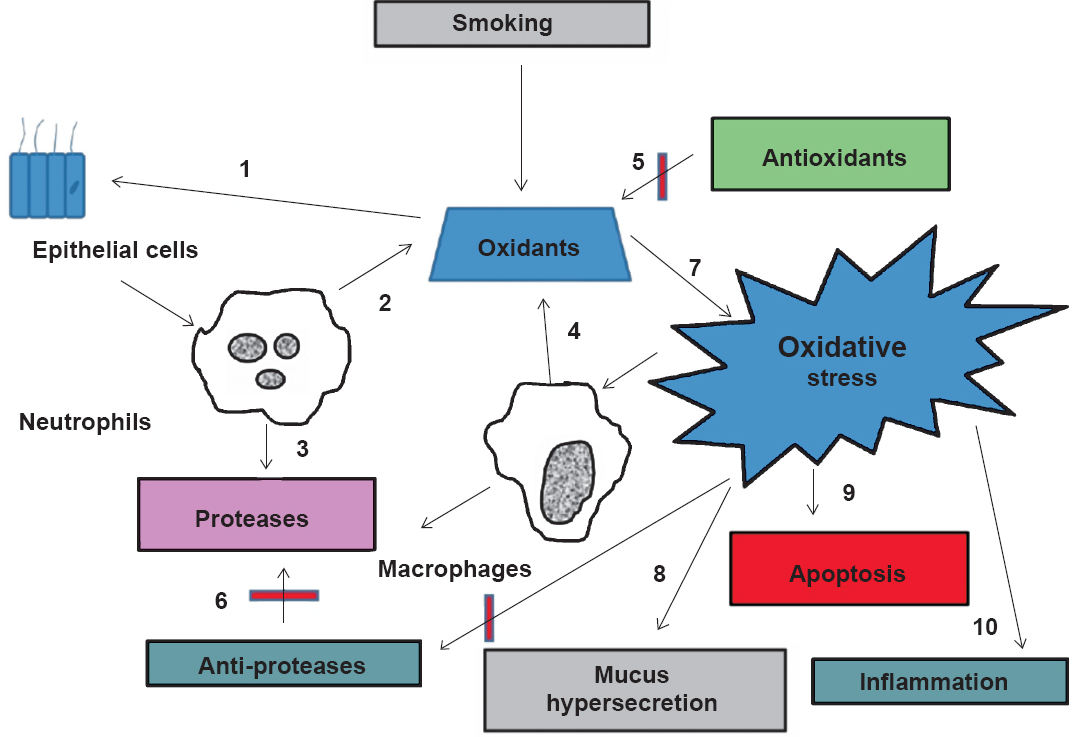 Smoking
Antioxidants
5
1
Oxidants
Epithelial cells
7
2
4
Oxidative
stress
Neutrophils
3
9
Proteases
Macrophages
Apoptosis
8
6
10
Anti-proteases
Mucus
hypersecretion
Inflammation